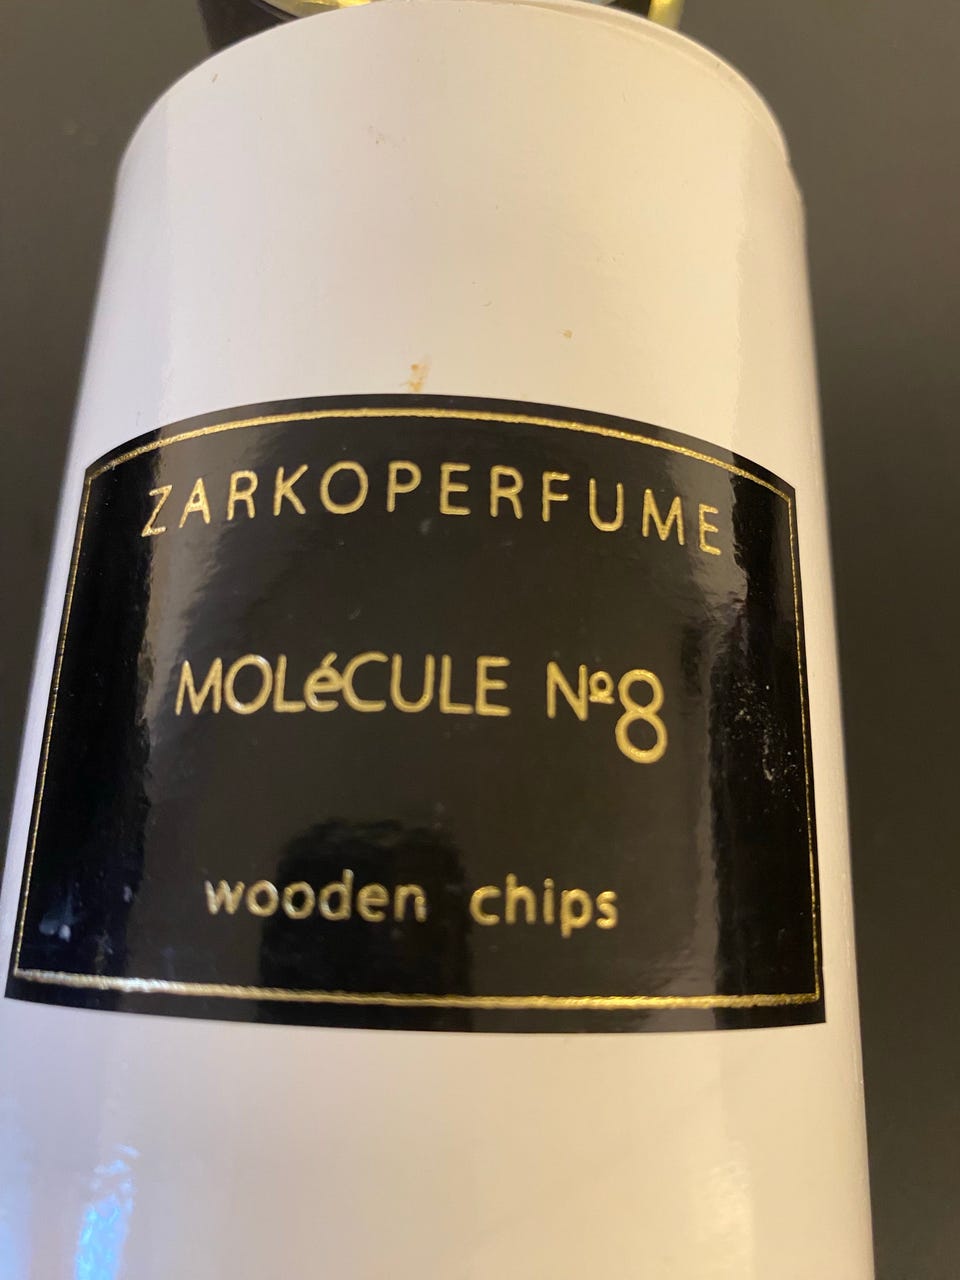 ZARKOPERFUME
MOLéCULE Nº8
wooden chips